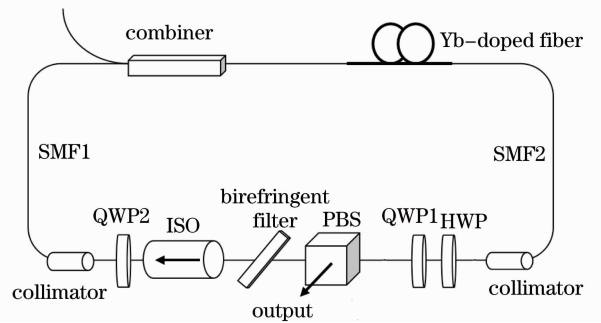 combiner
Yb-doped fiber
SMF1
SMF2
birefringent
filter
QWP2
ISO
PBS
QWP1
HWP
collimator
collimator
output